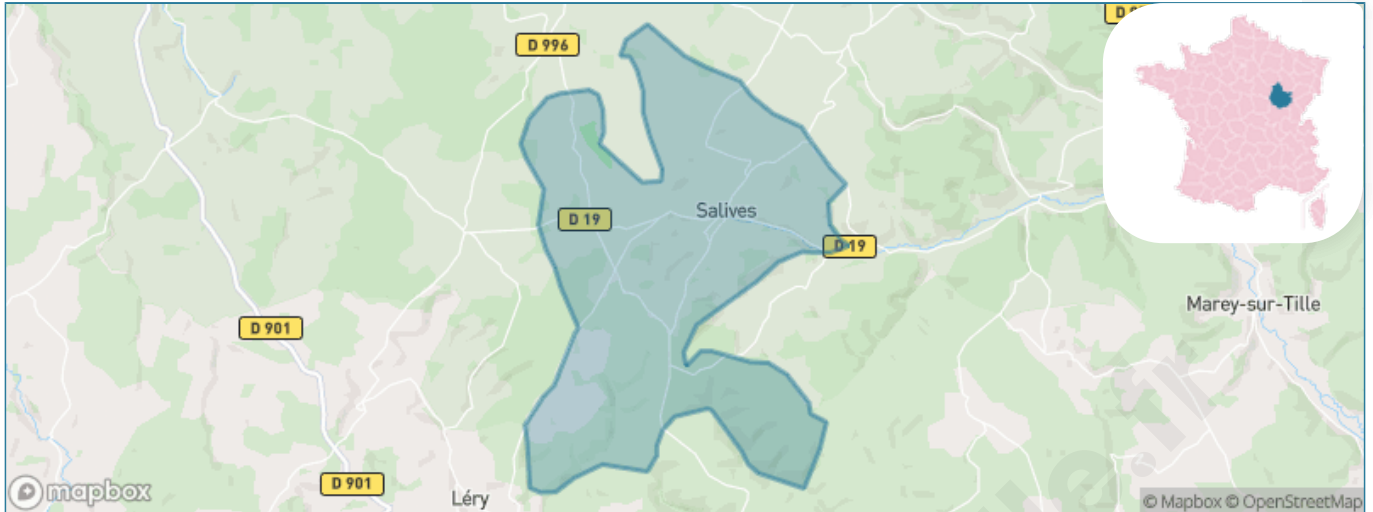 D 996
D 19
Salives
D 19
Marey-sur-Tille
D 901
D 901
Léry
mapbox
© Mapbox © OpenStreetMap